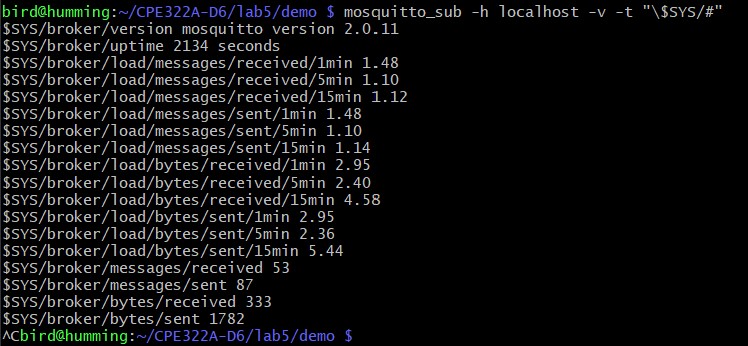 bird@humming:~/CPE322A-D6/lab5/demo $ mosquitto_sub -h localhost -v -t "\$SYS/#"
$SYS/broker/version mosquitto version 2.0.11
$SYS/broker/uptime 2134 seconds
$SYS/broker/load/messages/received/1min 1.48
$SYS/broker/load/messages/received/5min 1.10
$SYS/broker/load/messages/received/15min 1.12
$SYS/broker/load/messages/sent/1min 1.48
$SYS/broker/load/messages/sent/5min 1.10
$SYS/broker/load/messages/sent/15min 1.14
$SYS/broker/load/bytes/received/1min 2.95
$SYS/broker/load/bytes/received/5min 2.40
$SYS/broker/load/bytes/received/15min 4.58
$SYS/broker/load/bytes/sent/1min 2.95
$SYS/broker/load/bytes/sent/5min 2.36
$SYS/broker/load/bytes/sent/15min 5.44
$SYS/broker/messages/received 53
$SYS/broker/messages/sent 87
$SYS/broker/bytes/received 333
$SYS/broker/bytes/sent 1782
^Cbird@humming:~/CPE322A-D6/lab5/demo $